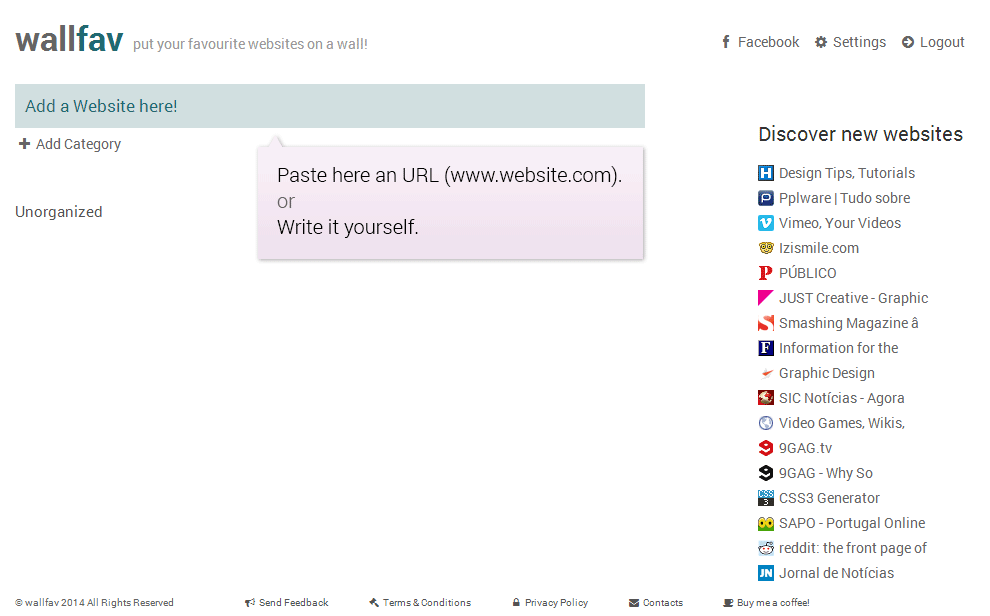 wallfav put your favourite websites on a wall!
Facebook Settings Logout
Add a Website here!
Add Category
Paste here an URL (www.website.com).
or
Write it yourself.
Unorganized
Discover new websites
Design Tips, Tutorials
Pplware | Tudo sobre
Vimeo, Your Videos
Izismile.com
PÚBLICO
JUST Creative - Graphic
Smashing Magazine â
Information for the
Graphic Design
SIC Notícias - Agora
Video Games, Wikis,
9GAG.tv
9GAG - Why So
CSS3 Generator
SAPO - Portugal Online
reddit: the front page of
Jornal de Notícias
© wallfav 2014 All Rights Reserved Send Feedback Terms & Conditions Privacy Policy Contacts Buy me a coffee!